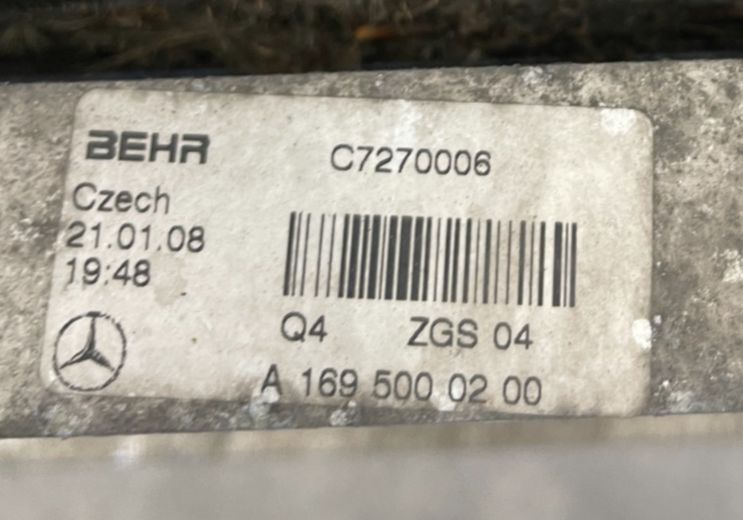 BEHR
C7270006
Czech
21.01.08
19:48
Q4 ZGS 04
A 169 500 02 00